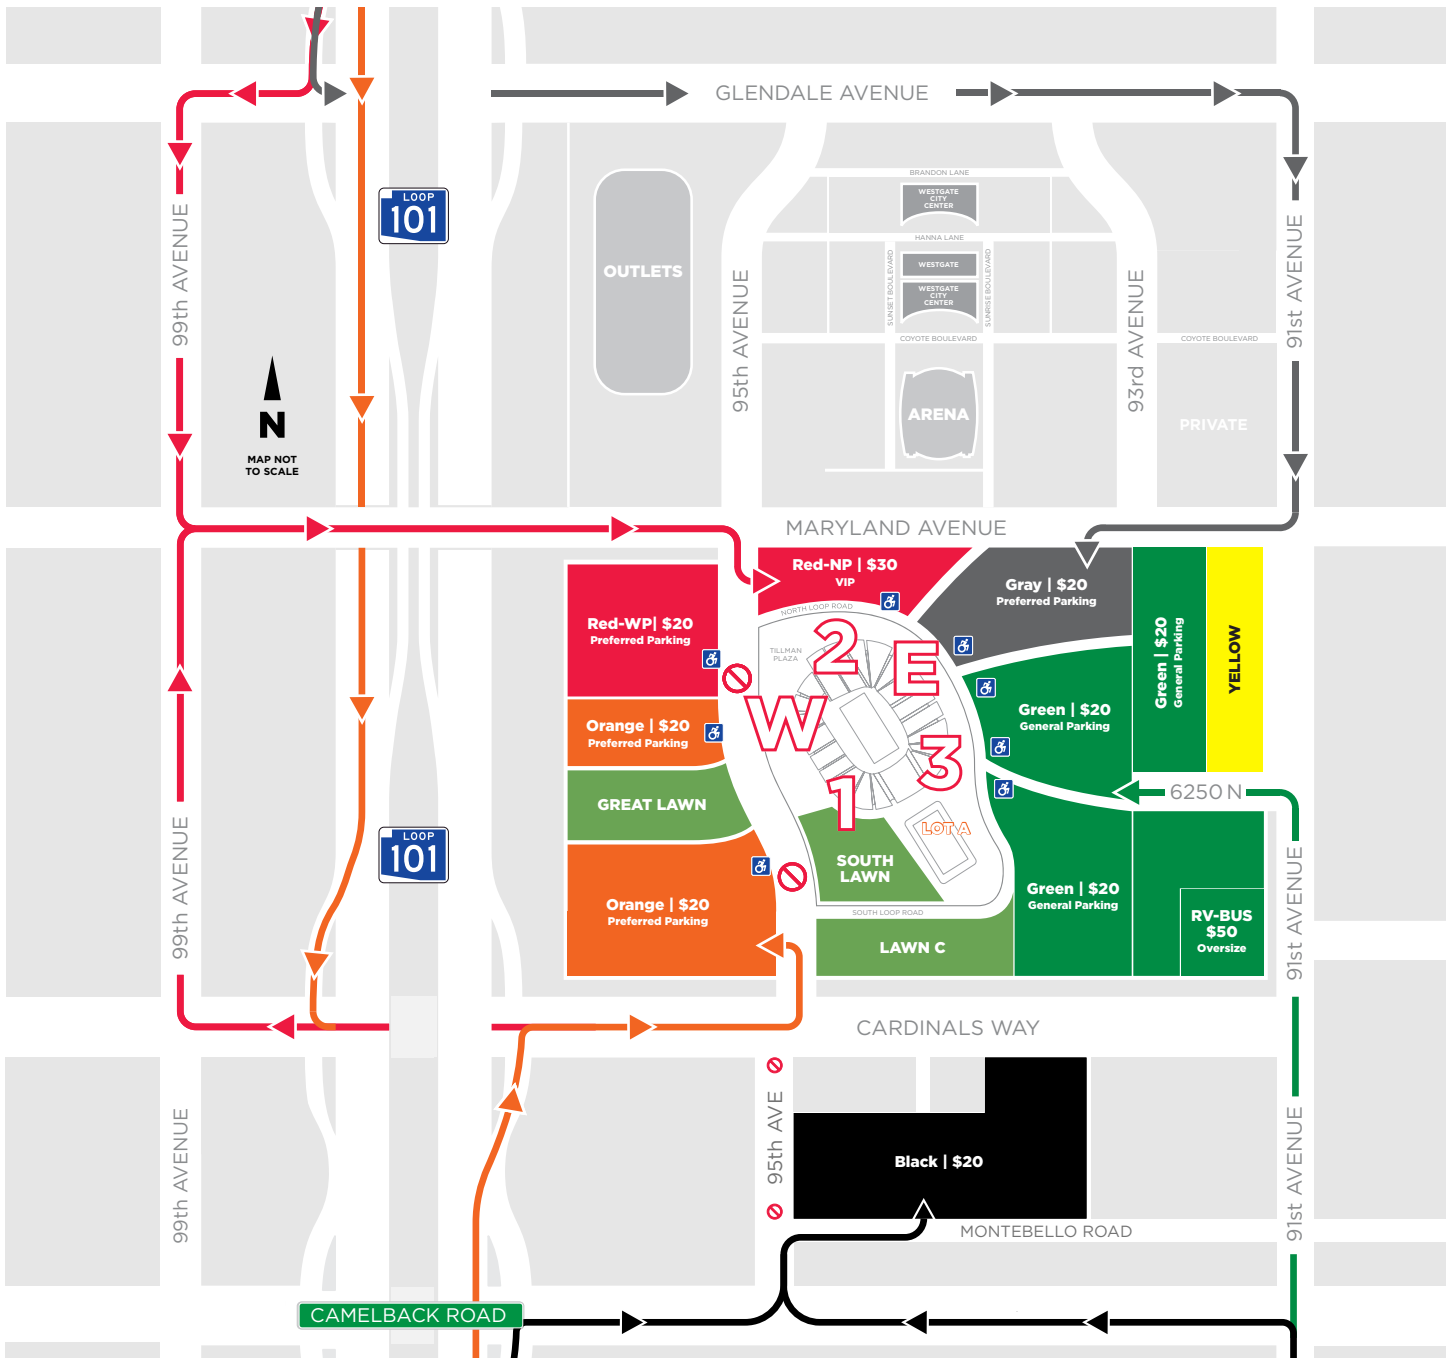 GLENDALE AVENUE
BRANDON LANE
WESTGATE
CITY
CENTER
LOOP
101
99th AVENUE
HANNA LANE
91st AVENUE
OUTLETS
95th AVENUE
SUNSET BOULEVARD
WESTGATE
WESTGATE
CITY
CENTER
SUNRISE BOULEVARD
93rd AVENUE
COYOTE BOULEVARD
COYOTE BOULEVARD
N
MAP NOT
TO SCALE
ARENA
PRIVATE
MARYLAND AVENUE
Red-NP | $30
VIP
Gray | $20
Preferred Parking
NORTH LOOP ROAD
Red-WP| $20
Preferred Parking
TILLMAN
PLAZA
2
E
Green | $20
General Parking
YELLOW
W
Orange | $20
Preferred Parking
Green | $20
General Parking
3
1
6250 N
GREAT LAWN
LOT A
LOOP
101
99th AVENUE
SOUTH
LAWN
Green | $20
General Parking
91st AVENUE
Orange | $20
Preferred Parking
SOUTH LOOP ROAD
RV-BUS
$50
Oversize
LAWN C
CARDINALS WAY
99th AVENUE
95th AVE
Black | $20
91st AVENUE
MONTEBELLO ROAD
CAMELBACK ROAD